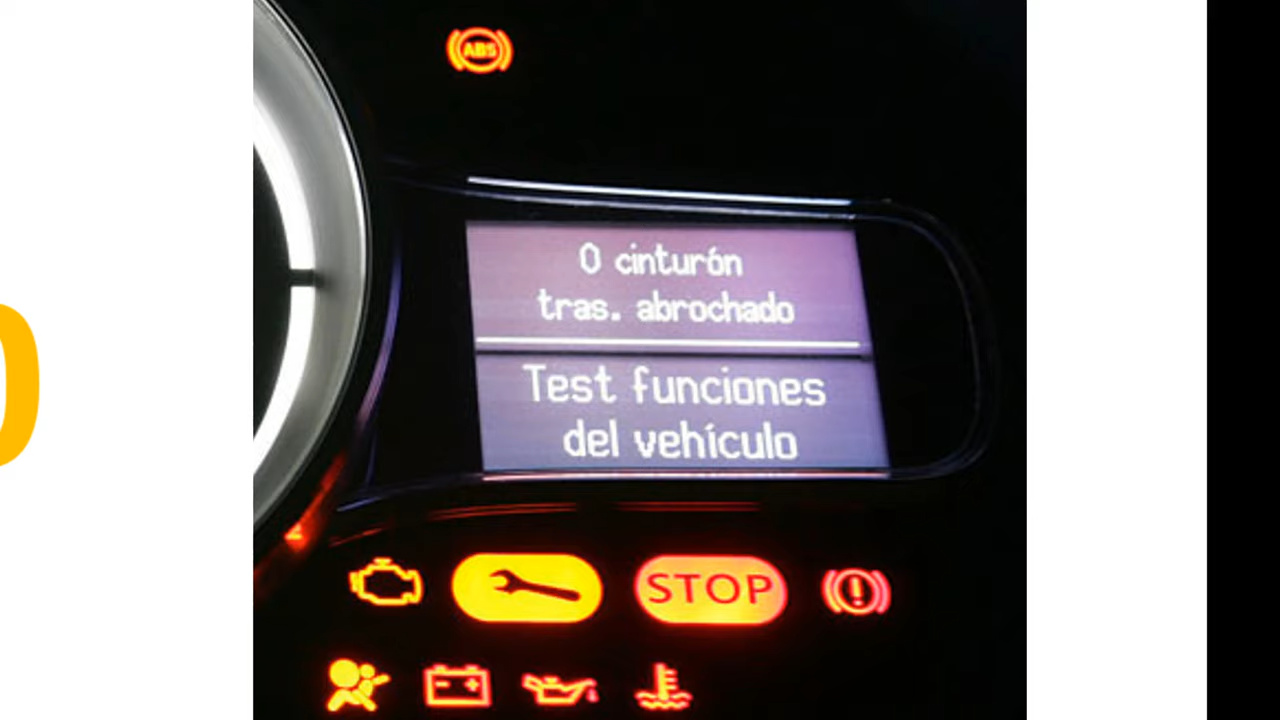 ABS
0 cinturón
tras. abrochado
Test funciones
del vehículo
STOP